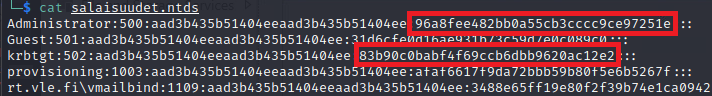 cat salaisuudet.ntds
Administrator:500:aad3b435b51404eeaad3b435b51404ee:96a8fee482bb0a55cb3cccc9ce97251e:::
Guest:501:aad3b435b51404eeaad3b435b51404ee:31d6cfe0d16ae931b73c59d7e0c089c0:::
krbtgt:502:aad3b435b51404eeaad3b435b51404ee:83b90c0babf4f69ccb6dbb9620ac12e2:::
provisioning:1003:aad3b435b51404eeaad3b435b51404ee:afaf6617f9da72bbb59b80f5e6b5267f:::
rt.vle.fi\vmailbind:1109:aad3b435b51404eeaad3b435b51404ee:3488e65ff19e80f2f39b74e1ca0942